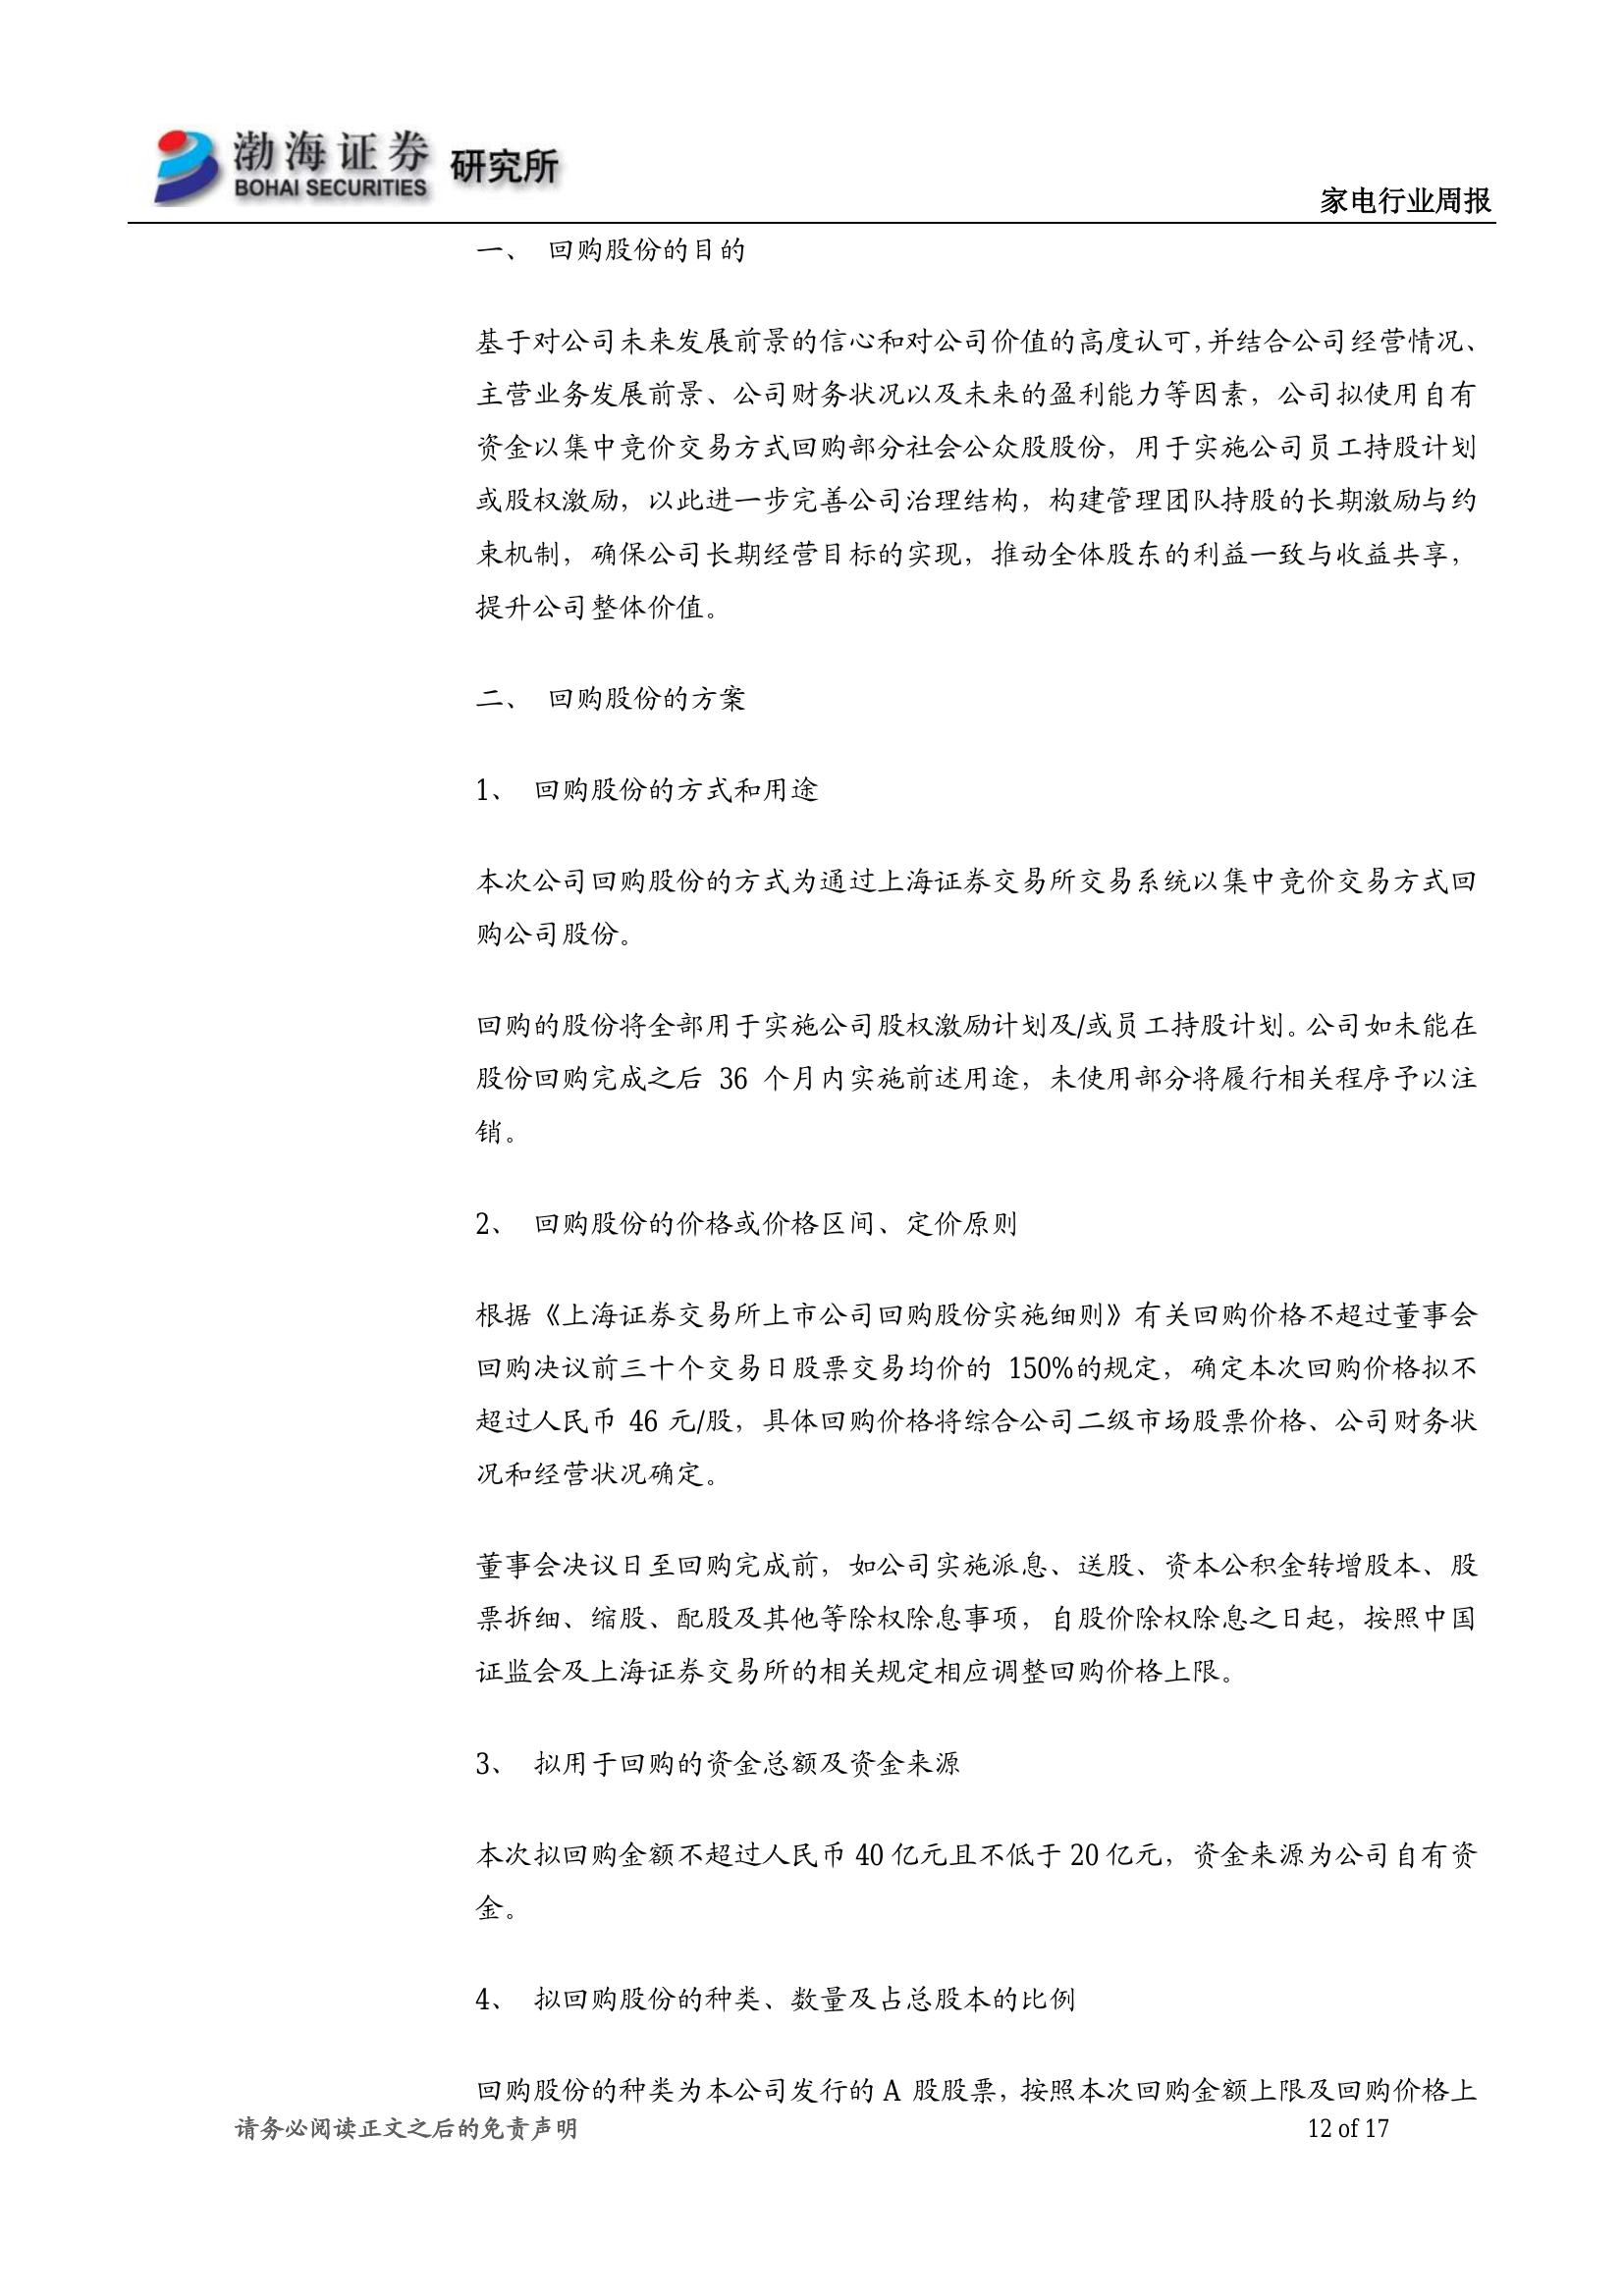 渤海证券 研究所
BOHAI SECURITIES
家电行业周报
一、 回购股份的目的
基于对公司未来发展前景的信心和对公司价值的高度认可，并结合公司经营情况、
主营业务发展前景、公司财务状况以及未来的盈利能力等因素，公司拟使用自有
资金以集中竞价交易方式回购部分社会公众股股份，用于实施公司员工持股计划
或股权激励，以此进一步完善公司治理结构，构建管理团队持股的长期激励与约
束机制，确保公司长期经营目标的实现，推动全体股东的利益一致与收益共享，
提升公司整体价值。
二、 回购股份的方案
1、 回购股份的方式和用途
本次公司回购股份的方式为通过上海证券交易所交易系统以集中竞价交易方式回
购公司股份。
回购的股份将全部用于实施公司股权激励计划及/或员工持股计划。公司如未能在
股份回购完成之后 36 个月内实施前述用途，未使用部分将履行相关程序予以注
销。
2、 回购股份的价格或价格区间、定价原则
根据《上海证券交易所上市公司回购股份实施细则》有关回购价格不超过董事会
回购决议前三十个交易日股票交易均价的 150%的规定，确定本次回购价格拟不
超过人民币 46 元/股，具体回购价格将综合公司二级市场股票价格、公司财务状
况和经营状况确定。
董事会决议日至回购完成前，如公司实施派息、送股、资本公积金转增股本、股
票拆细、缩股、配股及其他等除权除息事项，自股价除权除息之日起，按照中国
证监会及上海证券交易所的相关规定相应调整回购价格上限。
3、 拟用于回购的资金总额及资金来源
本次拟回购金额不超过人民币 40 亿元且不低于 20 亿元，资金来源为公司自有资
金。
4、 拟回购股份的种类、数量及占总股本的比例
回购股份的种类为本公司发行的 A 股股票，按照本次回购金额上限及回购价格上
请务必阅读正文之后的免责声明 12 of 17